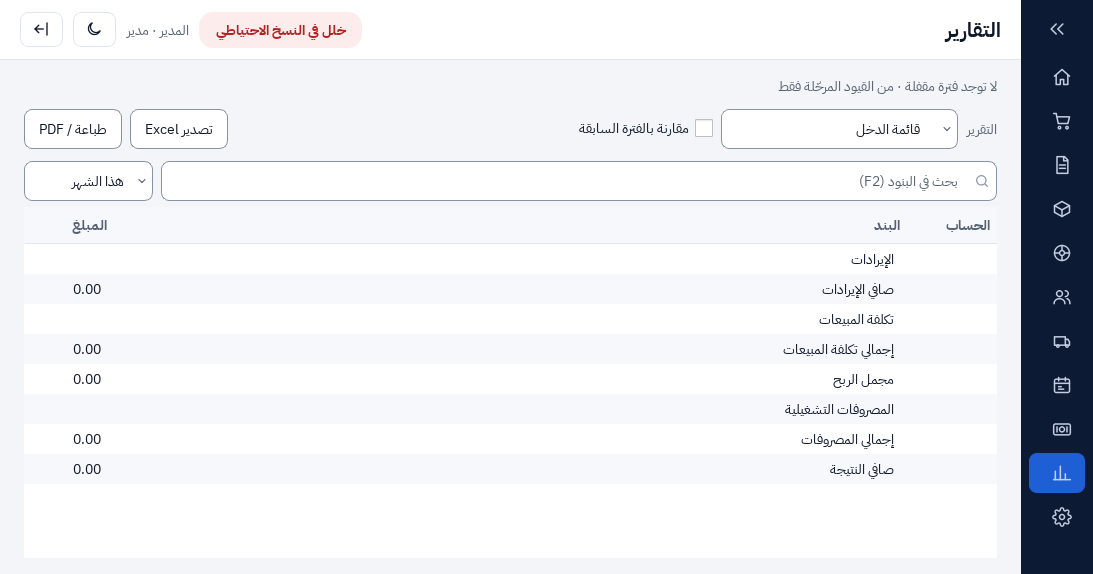 التقارير
خلل في النسخ الاحتياطي
المدير · مدير
لا توجد فترة مقفلة · من القيود المرحّلة فقط
التقرير
قائمة الدخل
مقارنة بالفترة السابقة
تصدير Excel
طباعة / PDF
بحث في البنود (F2)
هذا الشهر
الحساب البند المبلغ
الإيرادات
صافي الإيرادات 0.00
تكلفة المبيعات
إجمالي تكلفة المبيعات 0.00
مجمل الربح 0.00
المصروفات التشغيلية
إجمالي المصروفات 0.00
صافي النتيجة 0.00